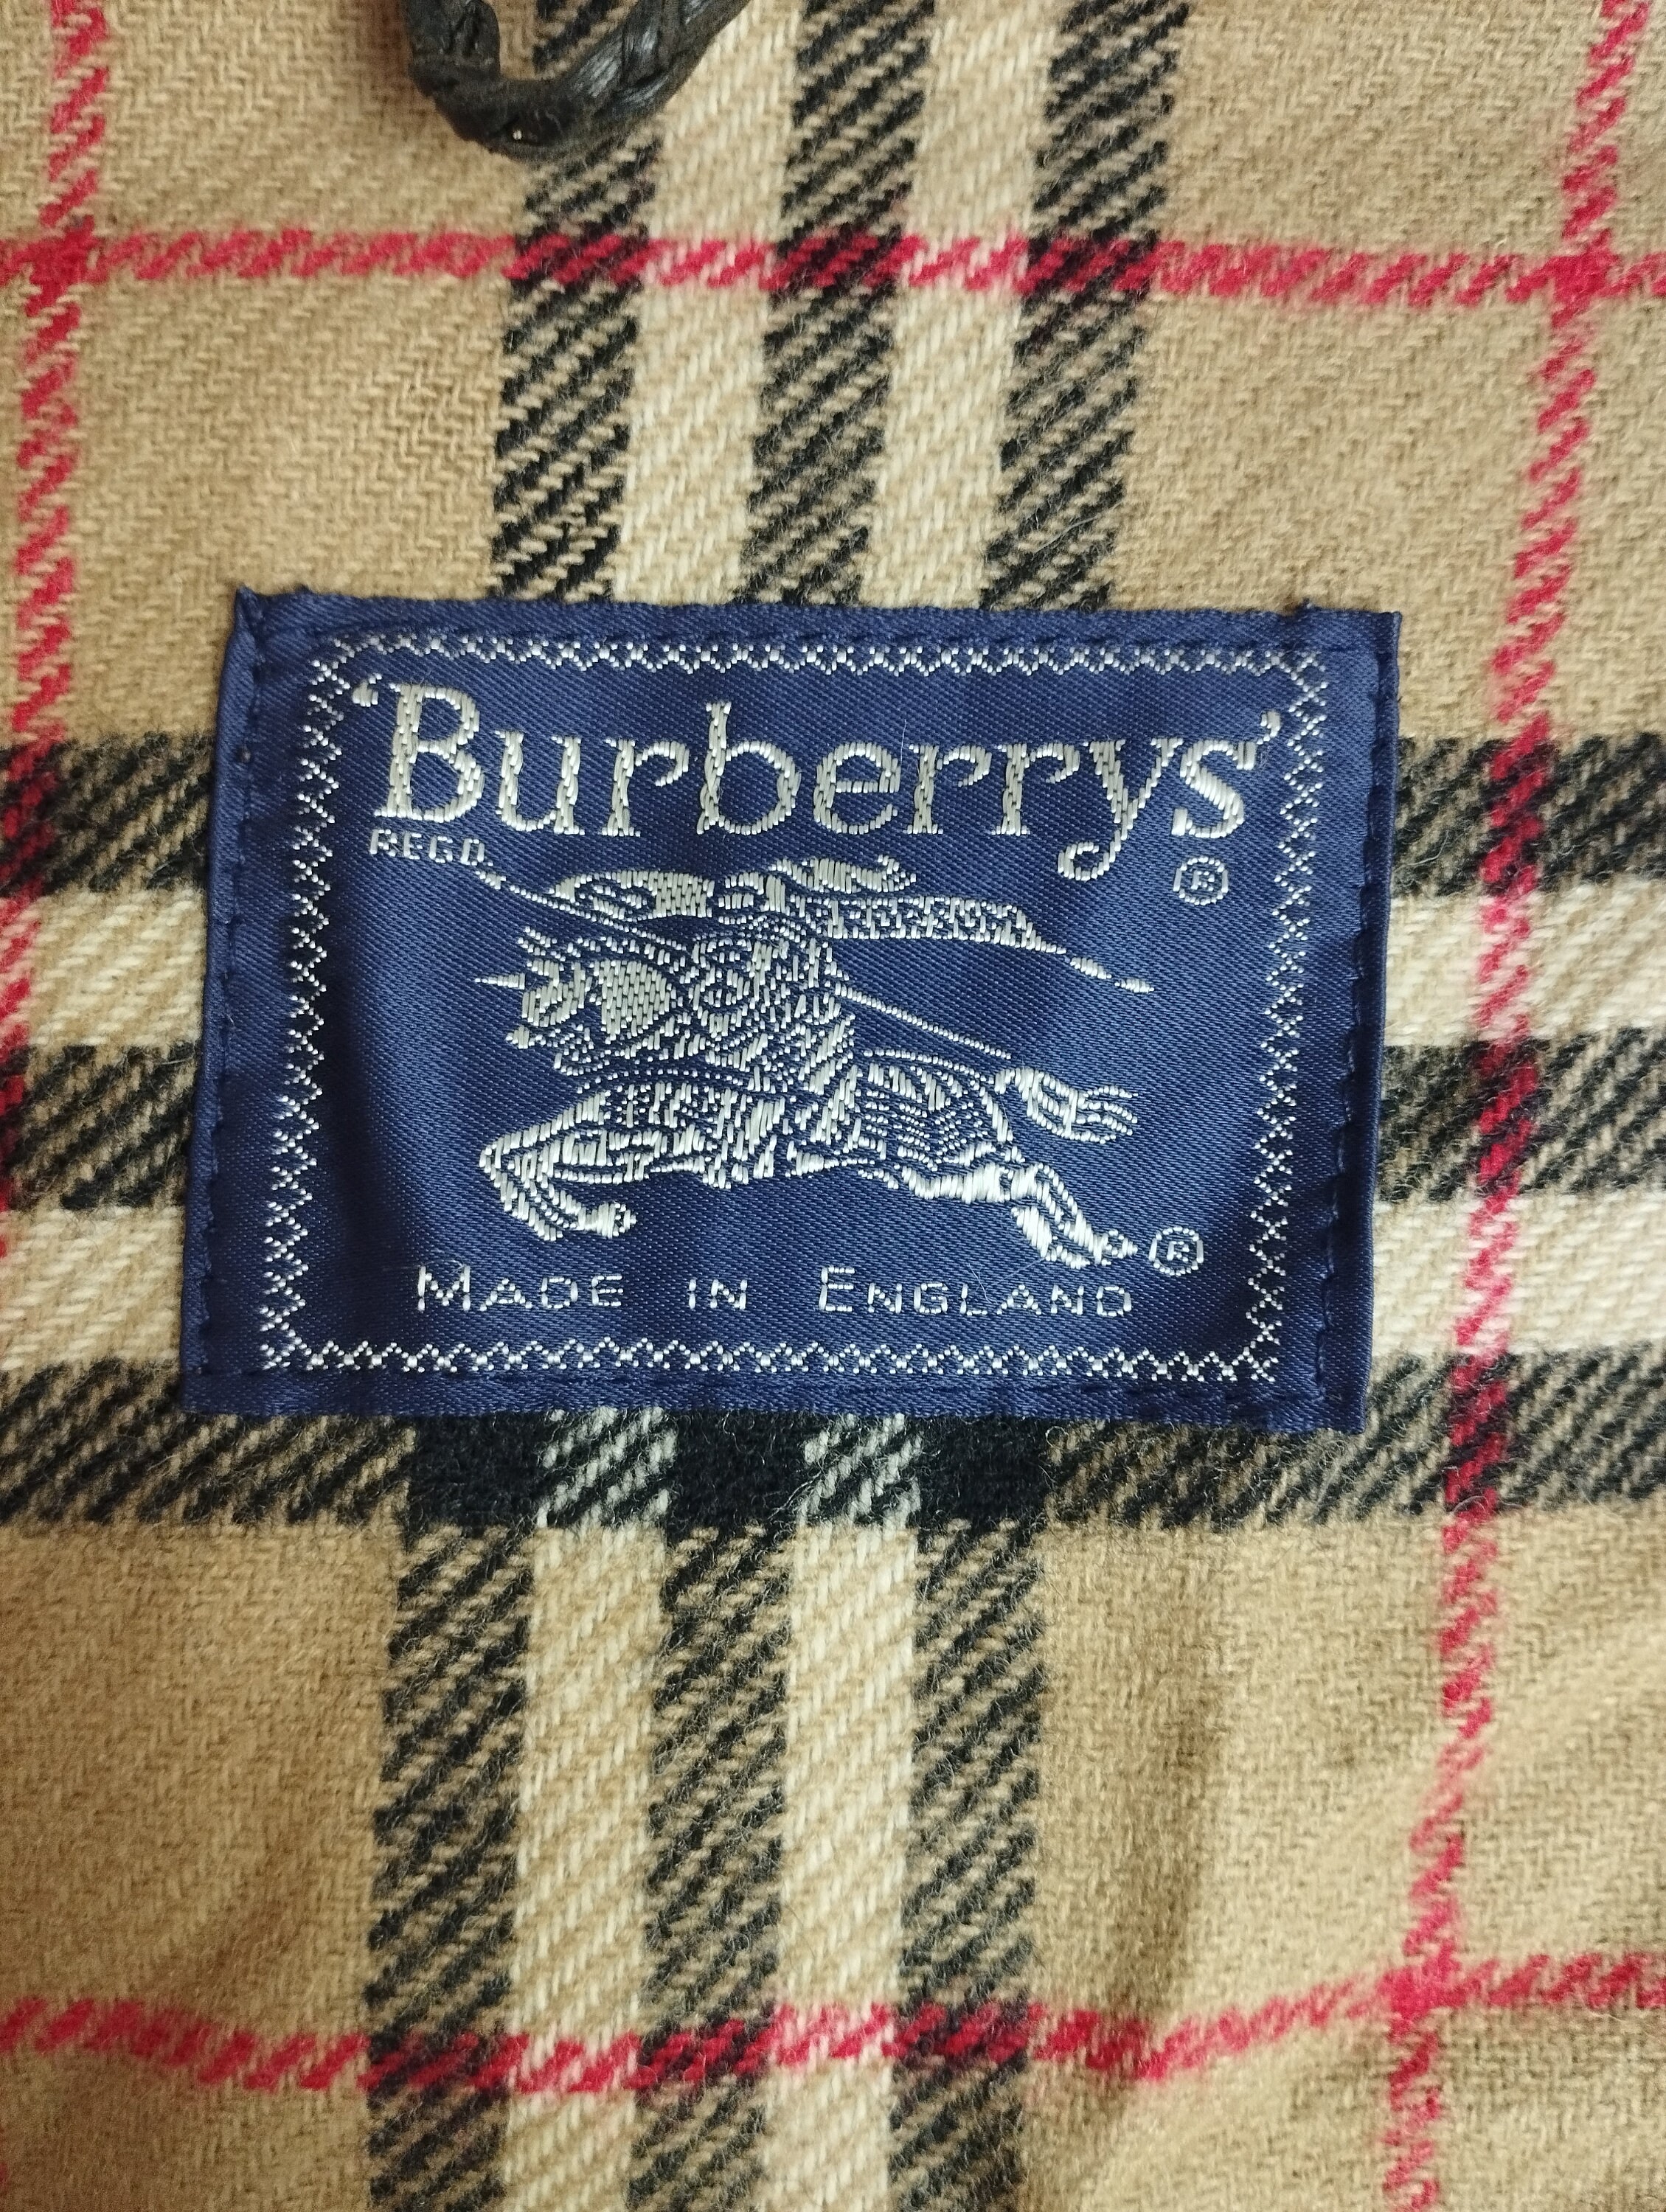 ‘Burberrys’
REGD. ®
®
MADE IN ENGLAND